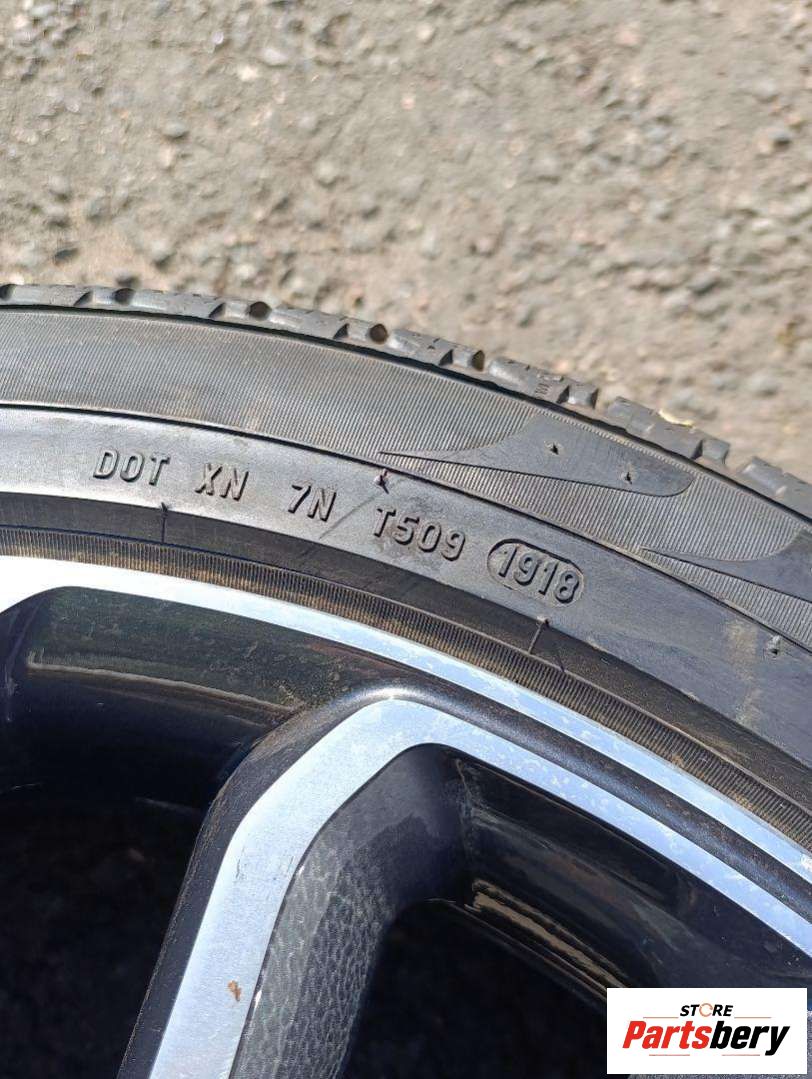 DOT XN 7N T509 1918
STORE
Partsbery